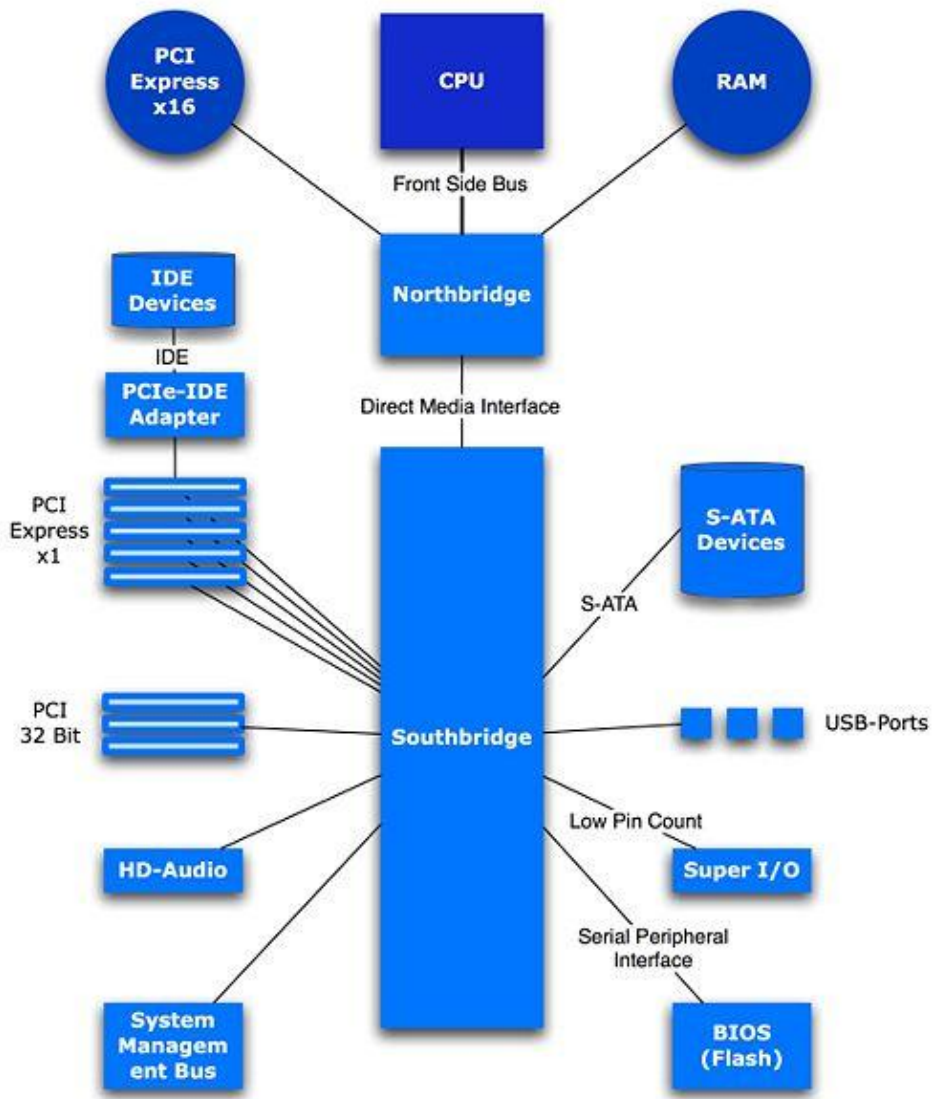 PCI
Express
x16
CPU
RAM
Front Side Bus
Northbridge
IDE
Devices
IDE
PCIe-IDE
Adapter
Direct Media Interface
PCI
Express
x1
S-ATA
Devices
S-ATA
PCI
32 Bit
Southbridge
USB-Ports
Low Pin Count
HD-Audio
Super I/O
Serial Peripheral
Interface
System
Managem
ent Bus
BIOS
(Flash)